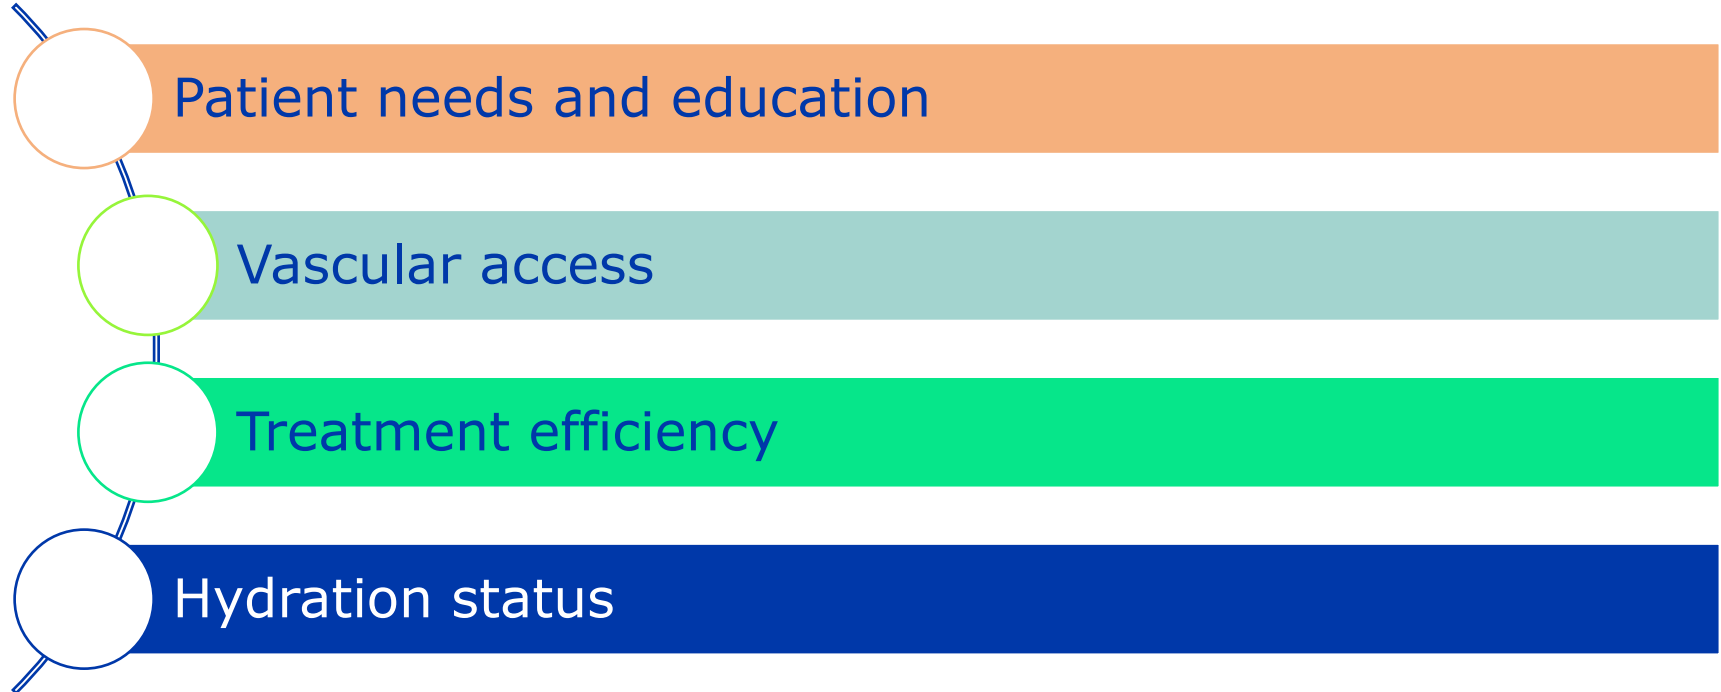 Patient needs and education
Vascular access
Treatment efficiency
Hydration status